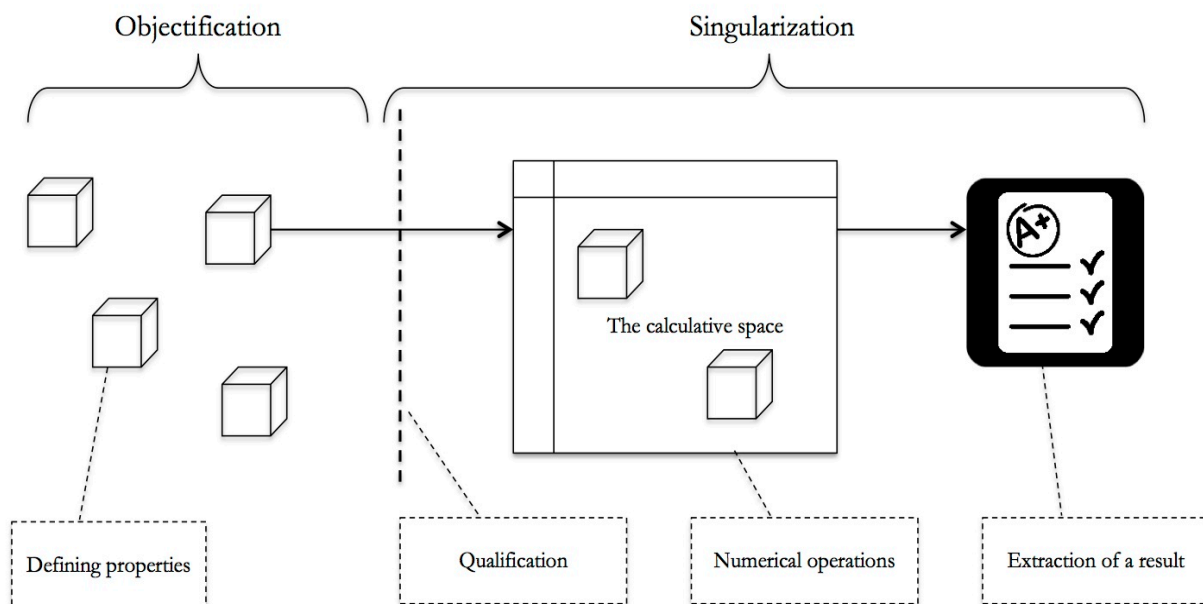 Objectification
Singularization
A+
The calculative space
Defining properties
Qualification
Numerical operations
Extraction of a result